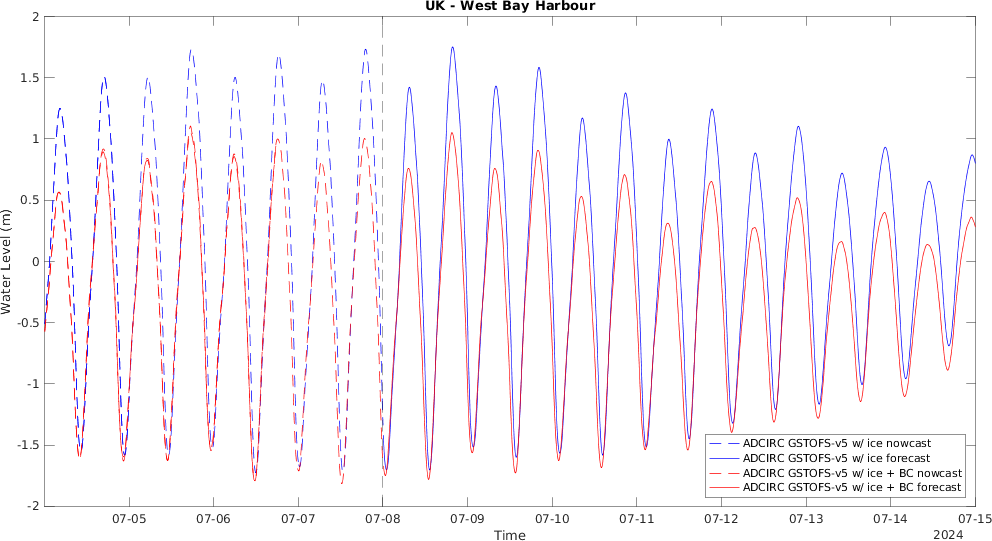 UK - West Bay Harbour
2
1.5
1
0.5
0
-0.5
-1
-1.5
-2
Water Level (m)
ADCIRC GSTOFS-v5 w/ ice nowcast
ADCIRC GSTOFS-v5 w/ ice forecast
ADCIRC GSTOFS-v5 w/ ice + BC nowcast
ADCIRC GSTOFS-v5 w/ ice + BC forecast
07-05 07-06 07-07 07-08 07-09 07-10 07-11 07-12 07-13 07-14 07-15
Time 2024